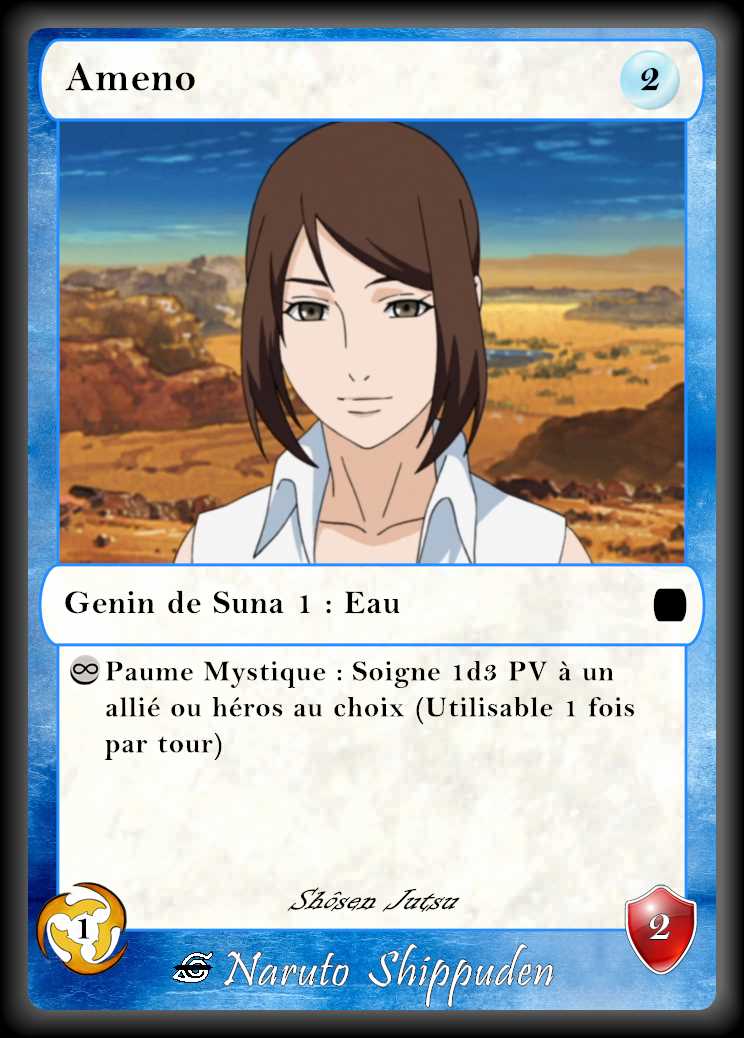 Ameno
2
Genin de Suna 1 : Eau
∞ Paume Mystique : Soigne 1d3 PV à un
allié ou héros au choix (Utilisable 1 fois
par tour)
Shôsen Jutsu
1
2
Naruto Shippuden